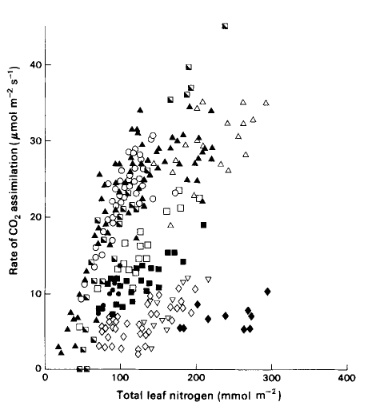 40
30
20
10
0
Rate of CO₂ assimilation (μmol m⁻² s⁻¹)
0 100 200 300 400
Total leaf nitrogen (mmol m⁻²)